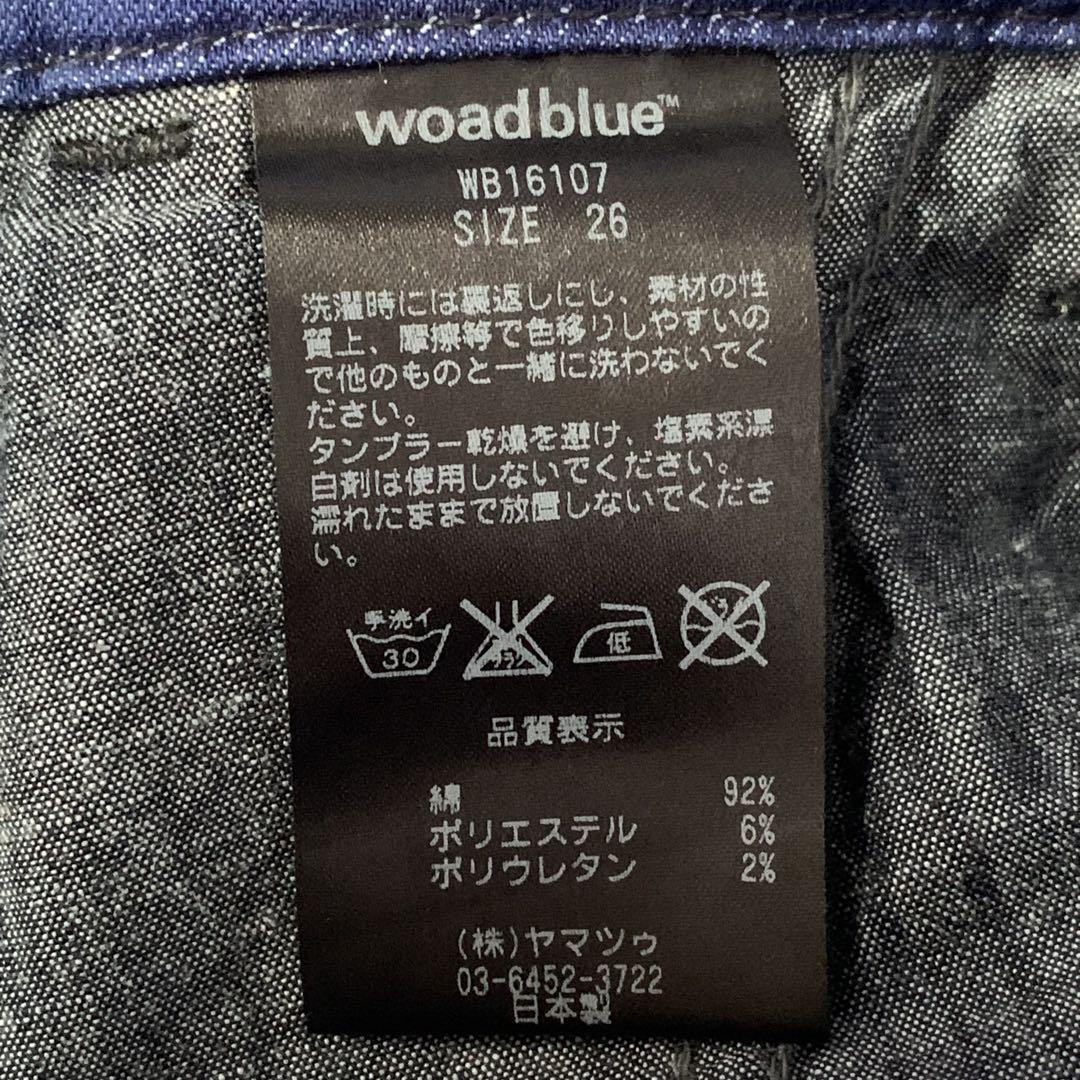 woadblue™
WB16107
SIZE 26
洗濯時には裏返しにし、素材の性
質上、摩擦等で色移りしやすいの
で他のものと一緒に洗わないでく
ださい。
タンブラー乾燥を避け、塩素系漂
白剤は使用しないでください。
濡れたままで放置しないでくださ
い。
手洗イ
30
低
品質表示
綿 92%
ポリエステル 6%
ポリウレタン 2%
(株)ヤマツゥ
03-6452-3722
日本製